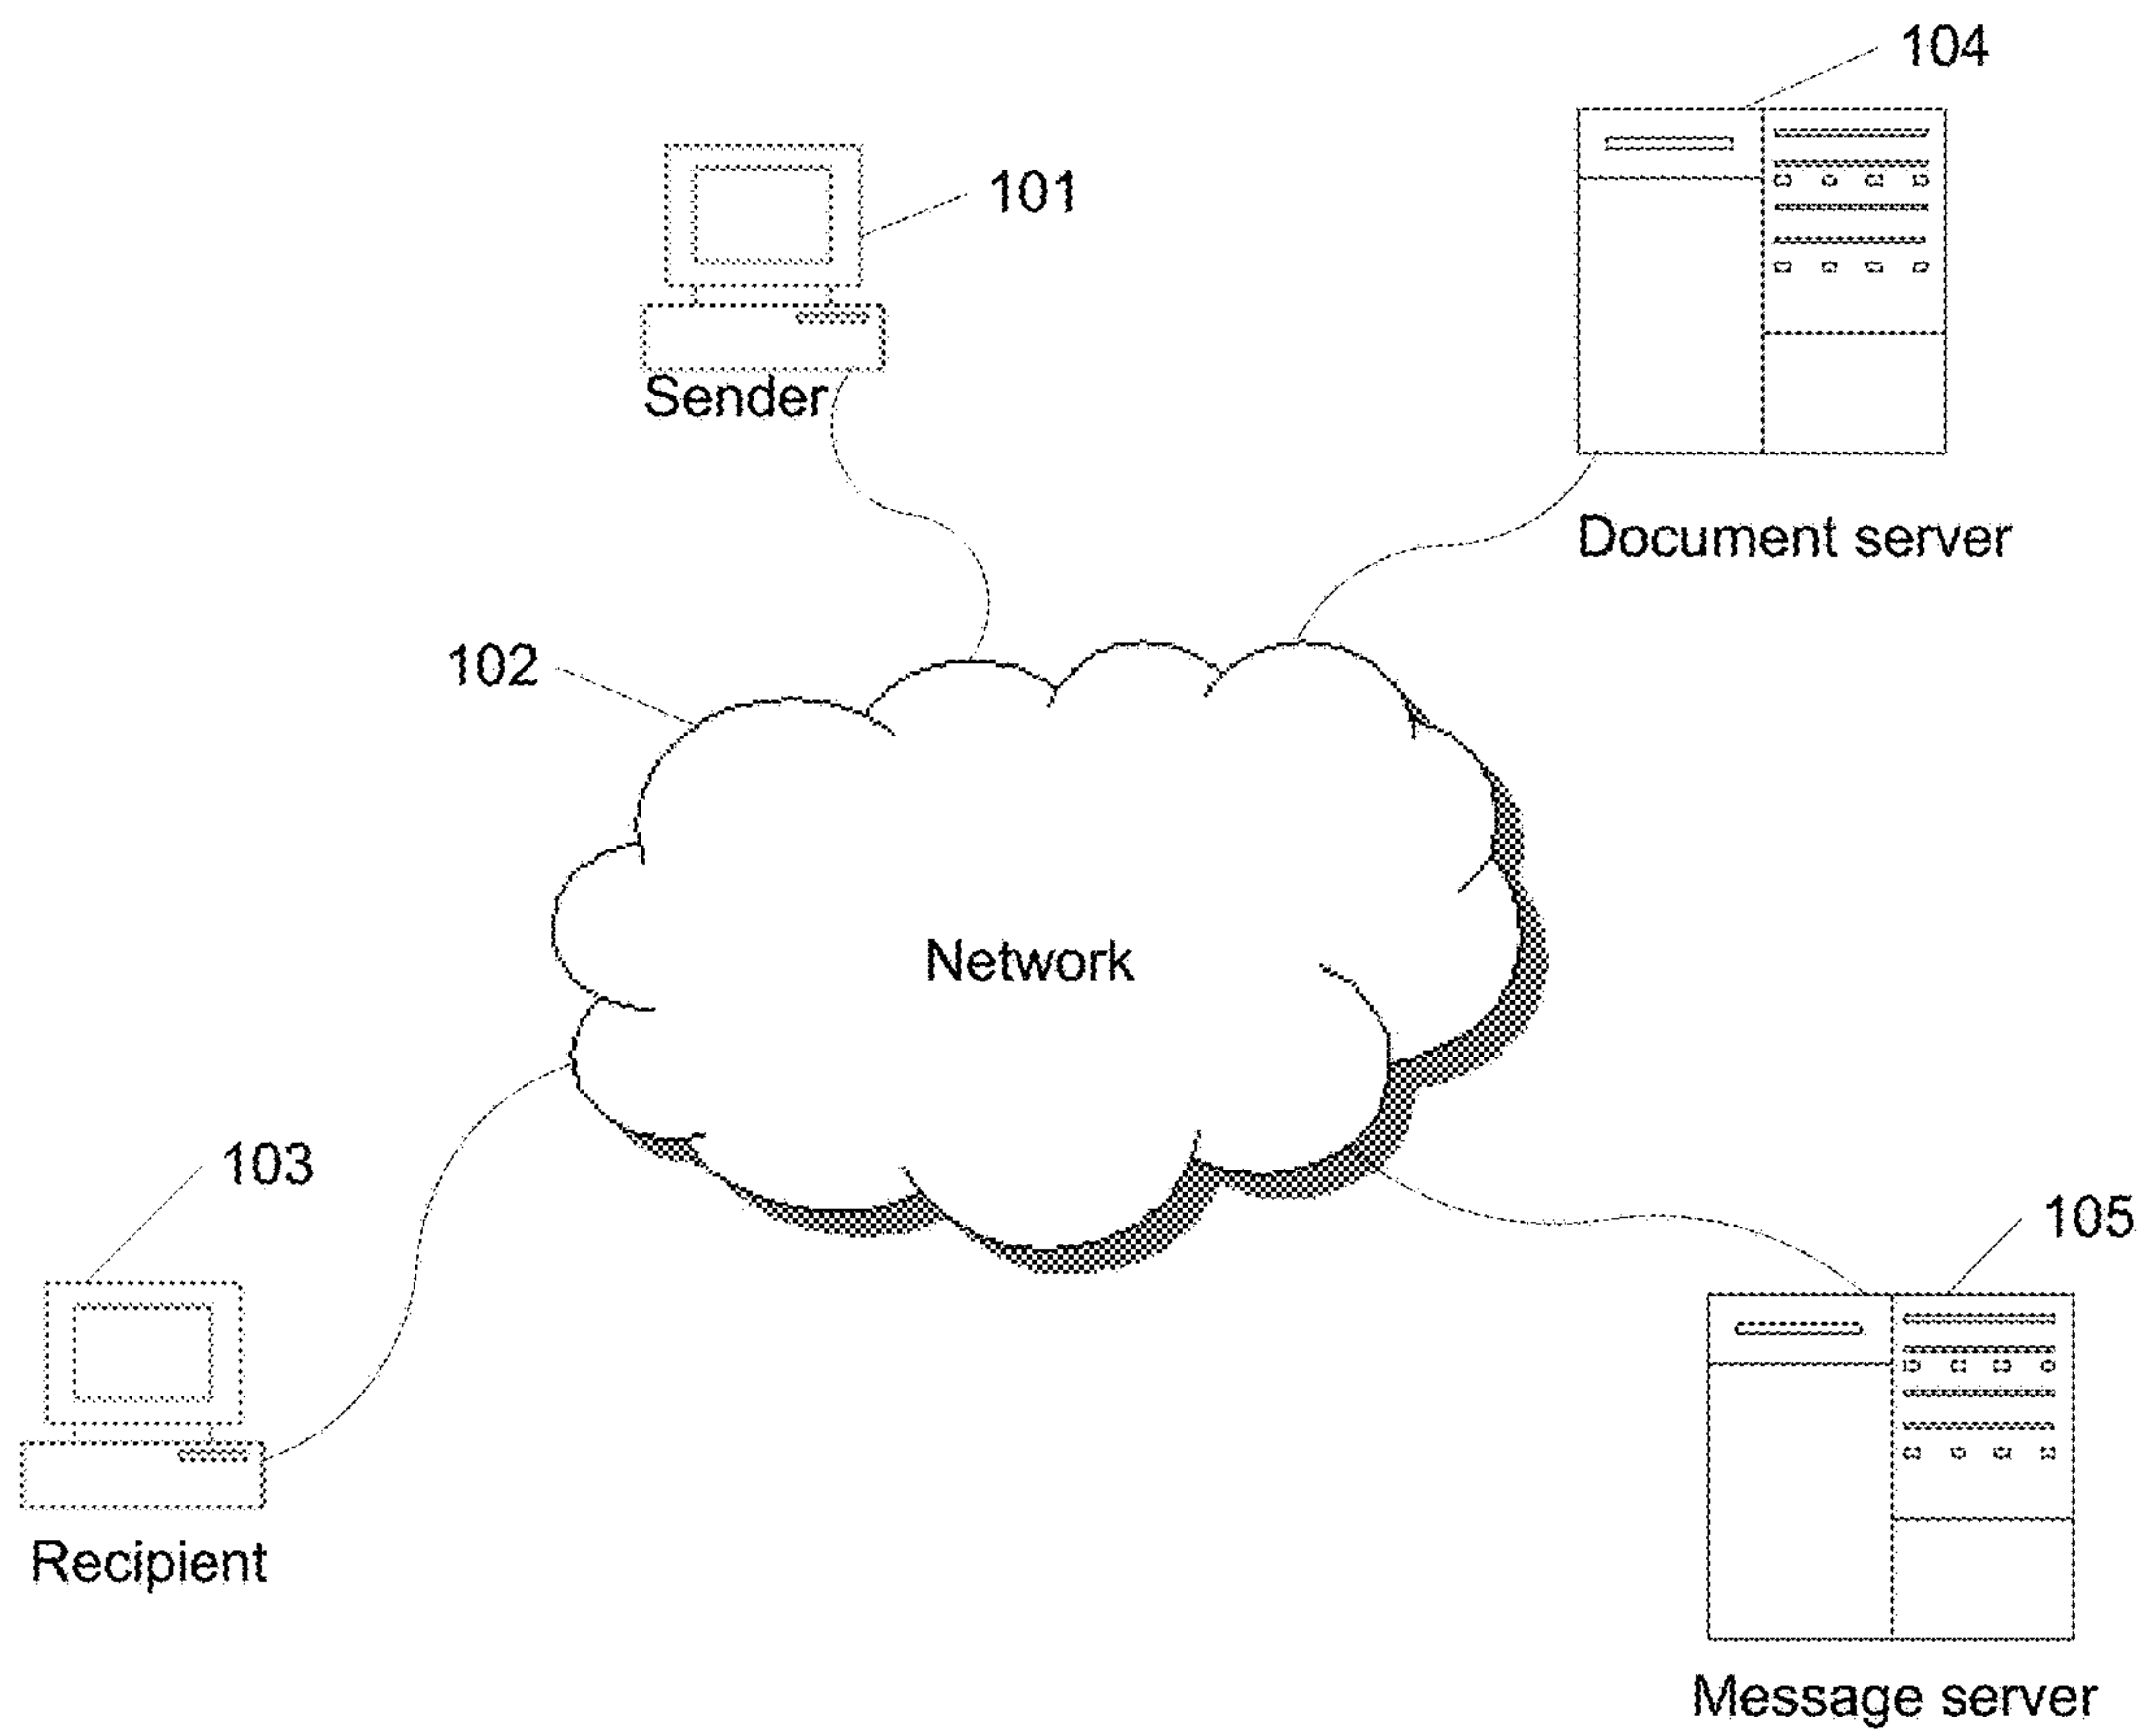 104
101
Sender
Document server
102
Network
103
105
Recipient
Message server